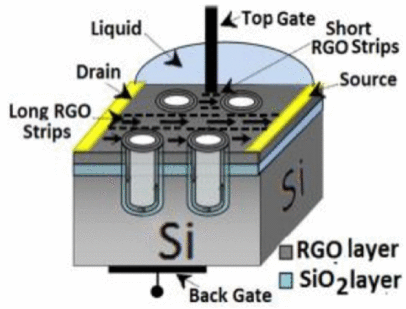 Top Gate
Liquid
Short
RGO Strips
Drain
Source
Long RGO
Strips
Si
Si
RGO layer
SiO2layer
Back Gate